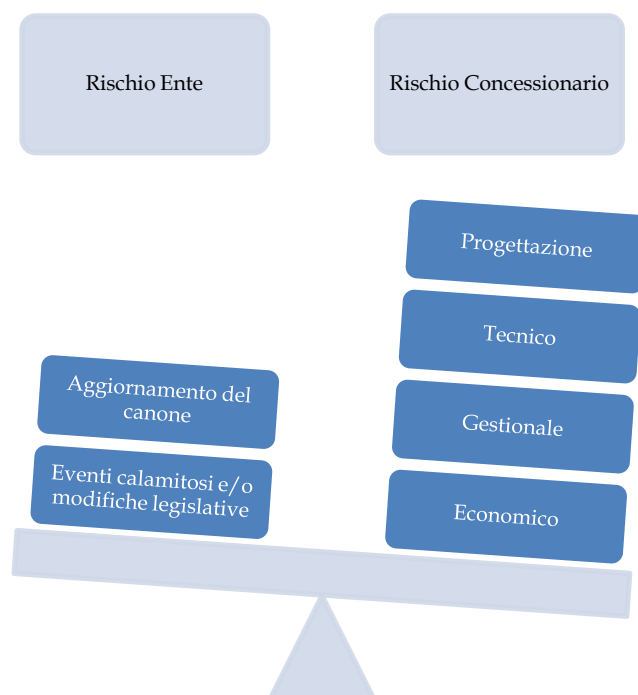 Rischio Ente
Rischio Concessionario
Progettazione
Tecnico
Aggiornamento del
canone
Gestionale
Eventi calamitosi e/o
modifiche legislative
Economico